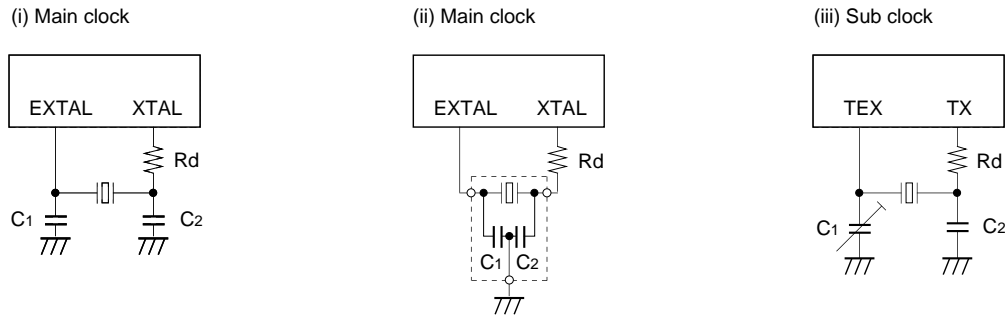 (i) Main clock
EXTAL XTAL
Rd
C1
C2
(ii) Main clock
EXTAL XTAL
Rd
C1 C2
(iii) Sub clock
TEX TX
Rd
C1
C2